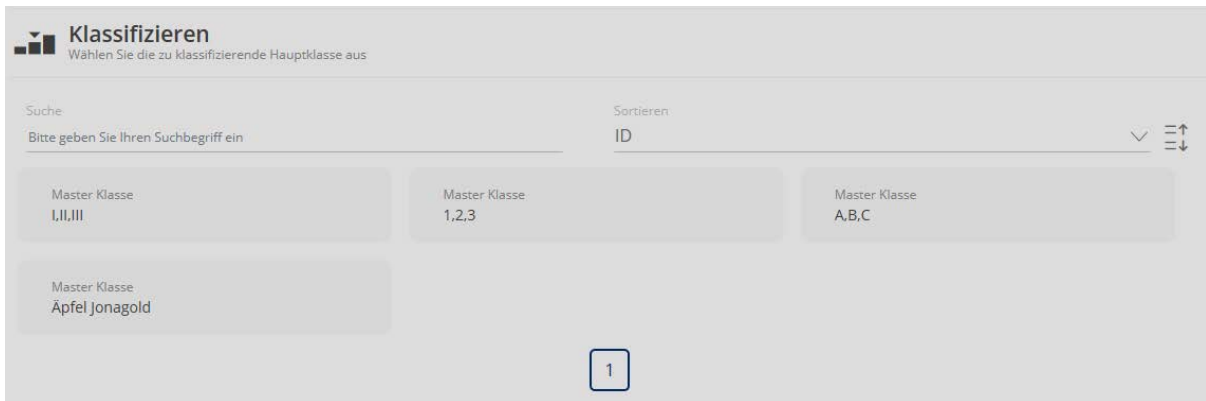 Klassifizieren
Wählen Sie die zu klassifizierende Hauptklasse aus
Suche
Bitte geben Sie Ihren Suchbegriff ein
Sortieren
ID
Master Klasse
I,II,III
Master Klasse
1,2,3
Master Klasse
A,B,C
Master Klasse
Äpfel Jonagold
1